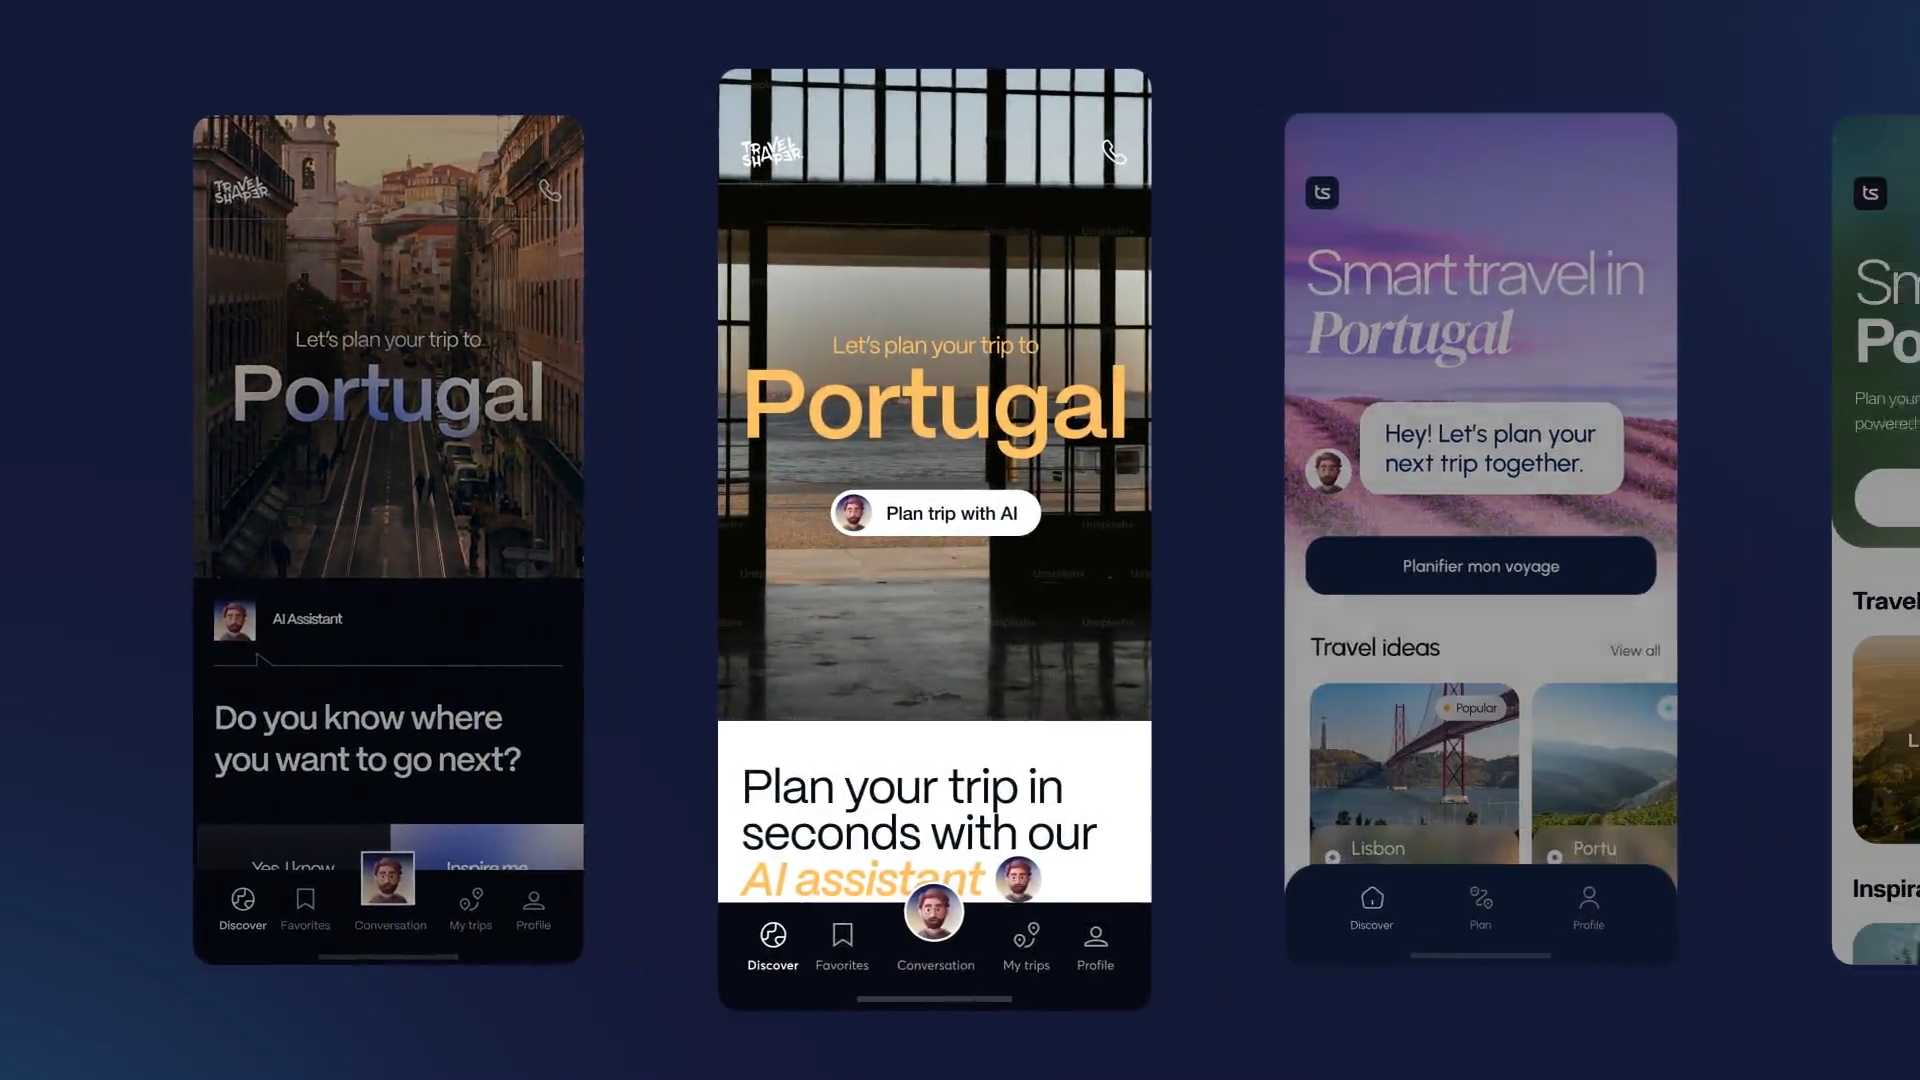 TRAVEL
SHAPER
Let's plan your trip to
Portugal
AI Assistant
Do you know where
you want to go next?
Yes, I know
Inspire me
Discover
Favorites
Conversation
My trips
Profile
TRAVEL
SHAPER
Let's plan your trip to
Portugal
Plan trip with AI
Plan your trip in
seconds with our
AI assistant
Discover
Favorites
Conversation
My trips
Profile
ts
Smart travel in
Portugal
Hey! Let's plan your
next trip together.
Planifier mon voyage
Travel ideas
View all
Popular
Lisbon
Portu
Discover
Plan
Profile
ts
Sm
Po
Plan your
powered
Travel
L
Inspira